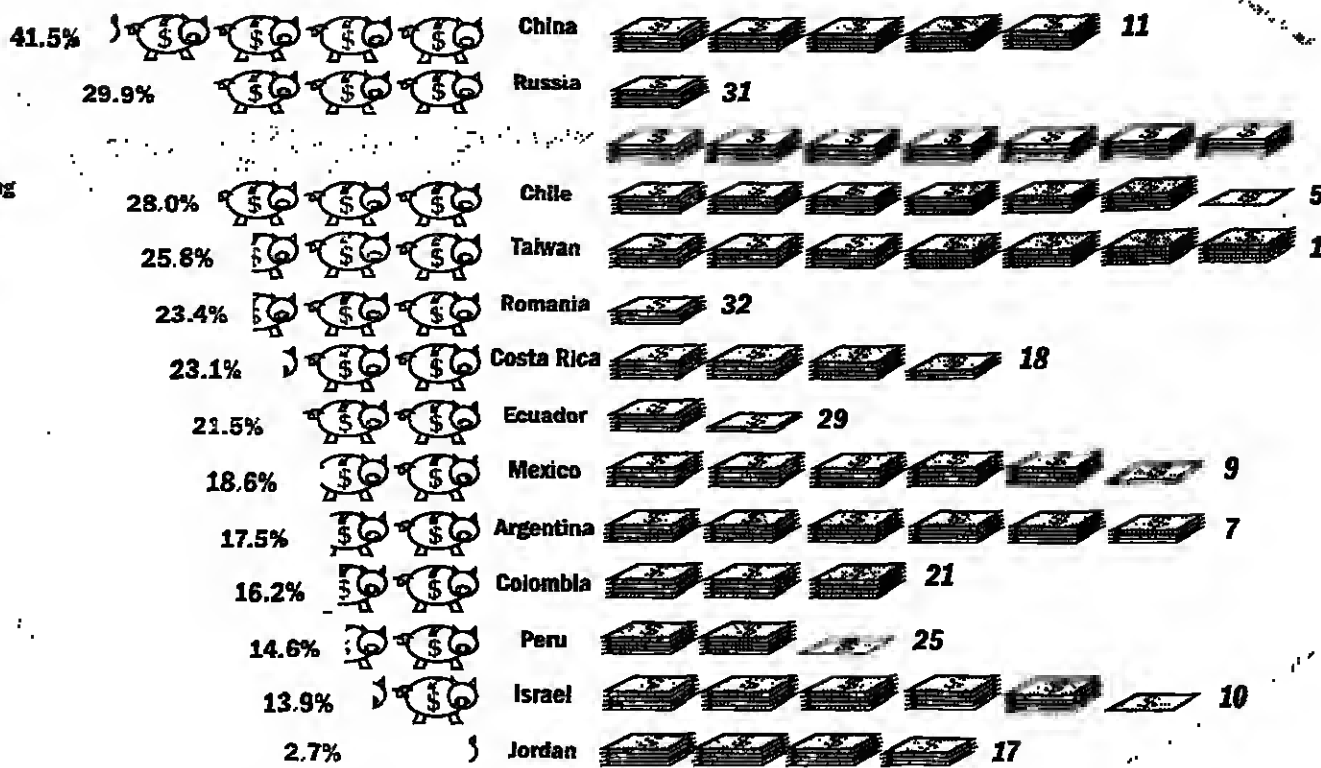 41.5% China 11
29.9% Russia 31
28.0% Chile 5
25.8% Taiwan 1
23.4% Romania 32
23.1% Costa Rica 18
21.5% Ecuador 29
18.6% Mexico 9
17.5% Argentina 7
16.2% Colombia 21
14.6% Peru 25
13.9% Israel 10
2.7% Jordan 17